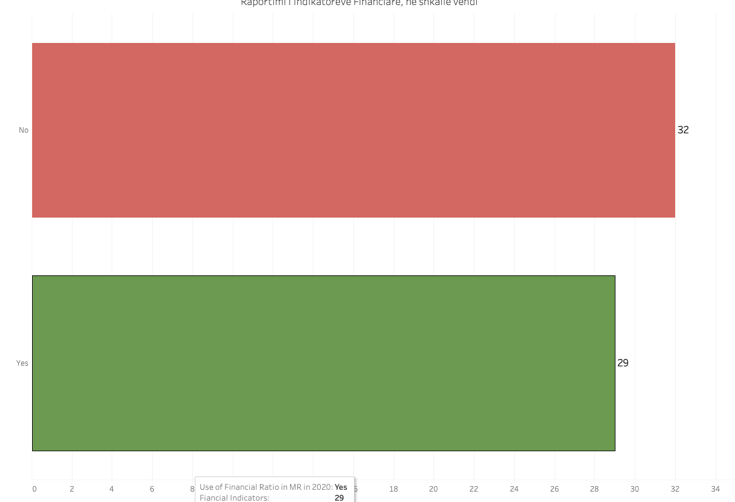 Raportimi i Indikatorëve Financiarë, në shkallë vendi
No
32
Yes
29
0 2 4 6 8 18 20 22 24 26 28 30 32 34
Use of Financial Ratio in MR in 2020: Yes
Fiancial Indicators: 29